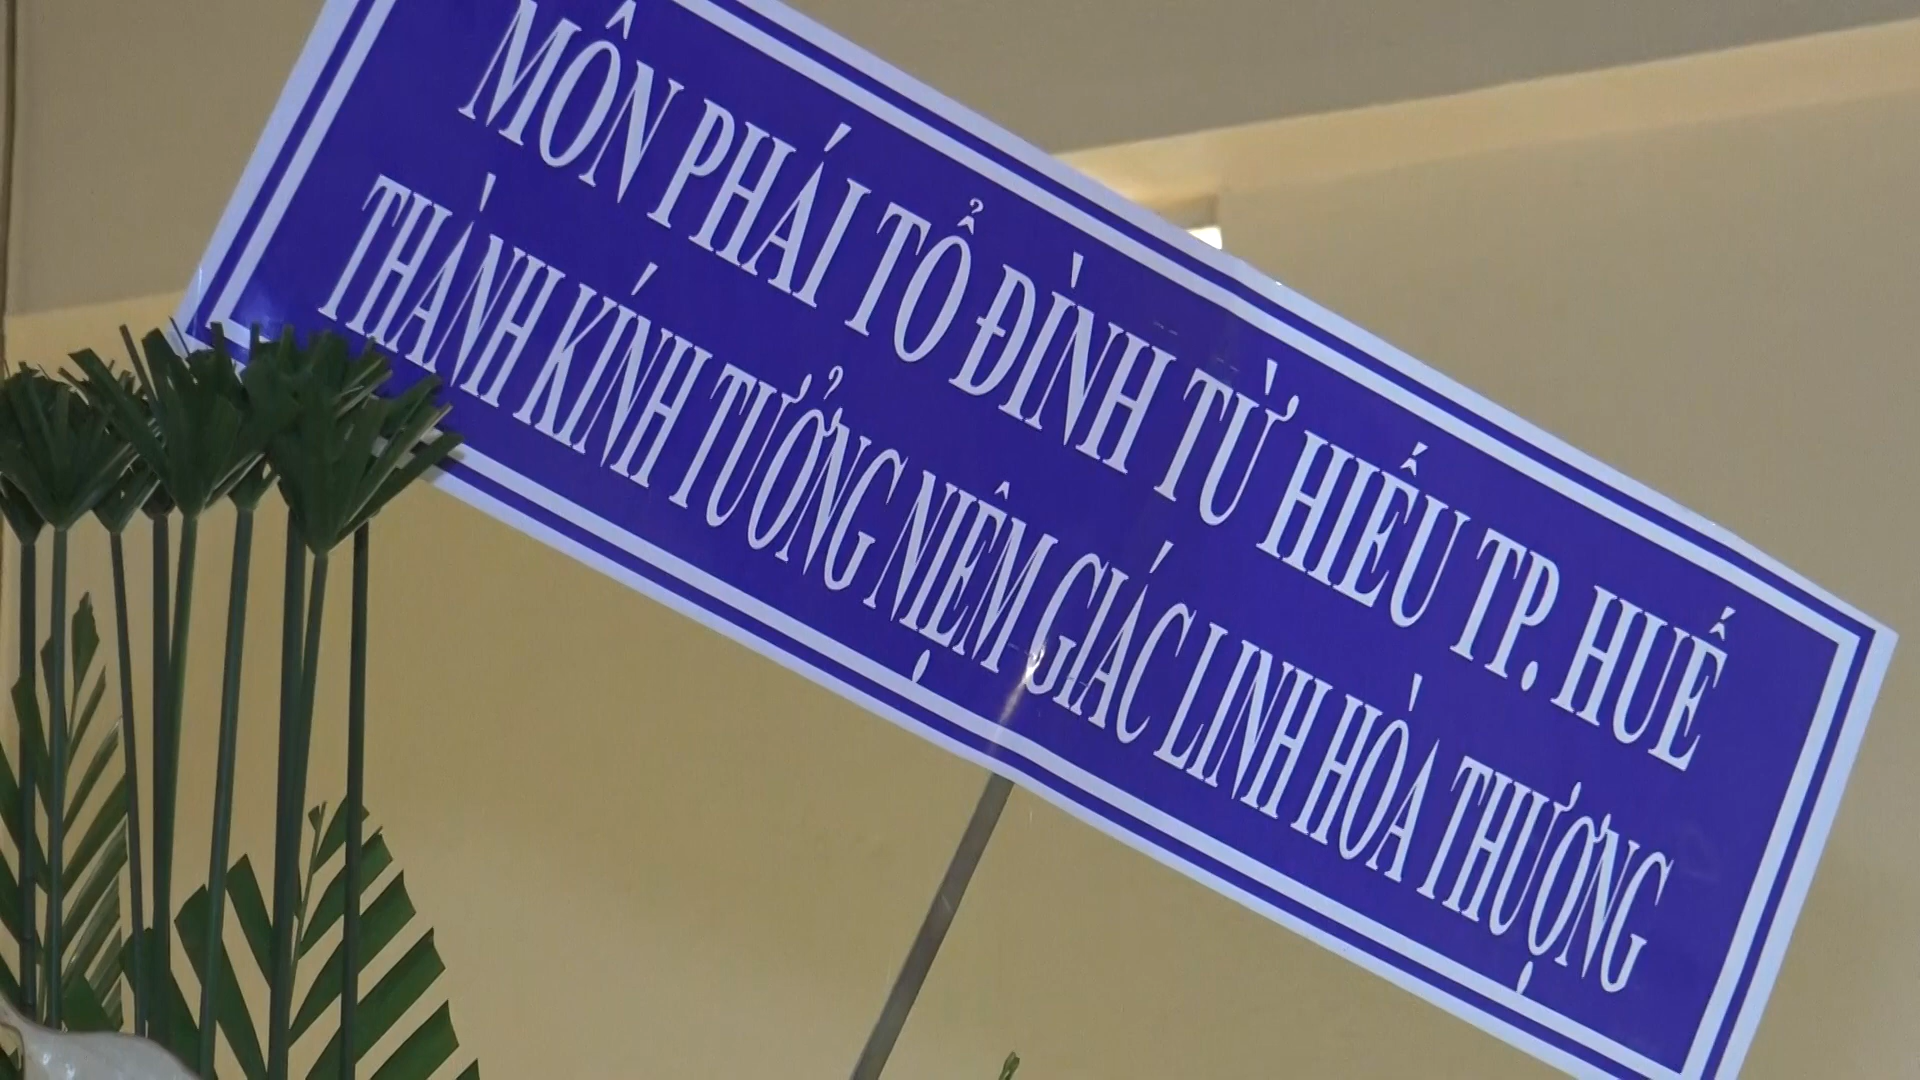 MÔN PHÁI TỔ ĐÌNH TỪ HIẾU TP. HUẾ
THÀNH KÍNH TƯỞNG NIỆM GIÁC LINH HÒA THƯỢNG